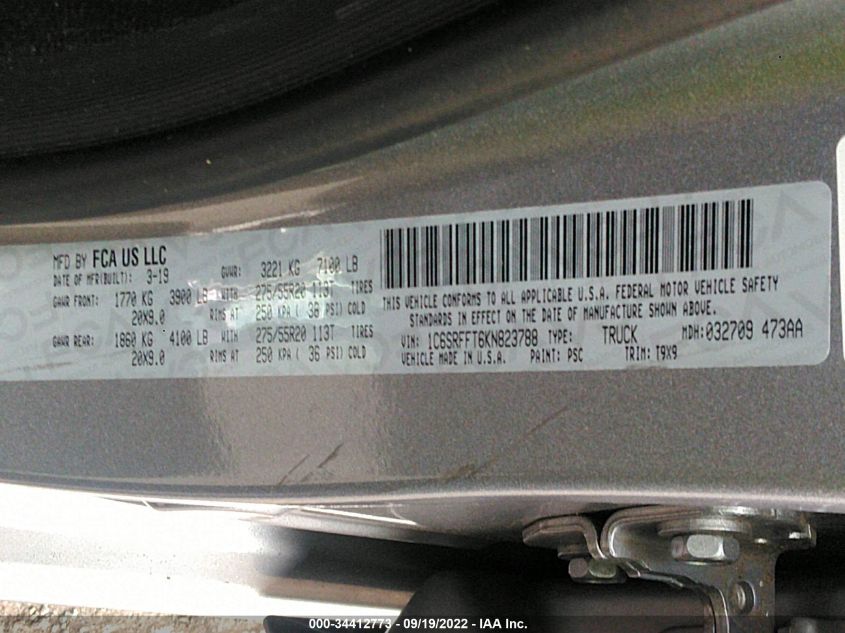 MFD BY FCA US LLC
DATE OF MFR(BUILT): 3-19
GVWR: 3221 KG 7100 LB
GAWR FRONT: 1770 KG 3900 LB WITH 275/55R20 113T TIRES
20X9.0 RIMS AT 250 KPA ( 36 PSI) COLD
GAWR REAR: 1860 KG 4100 LB WITH 275/55R20 113T TIRES
20X9.0 RIMS AT 250 KPA ( 36 PSI) COLD
THIS VEHICLE CONFORMS TO ALL APPLICABLE U.S.A. FEDERAL MOTOR VEHICLE SAFETY
STANDARDS IN EFFECT ON THE DATE OF MANUFACTURE SHOWN ABOVE.
VIN: 1C6SRFFT6KN823788 TYPE: TRUCK MDH:032709 473AA
VEHICLE MADE IN U.S.A. PAINT: PSC TRIM: T9X9
000-34412773 - 09/19/2022 - IAA Inc.